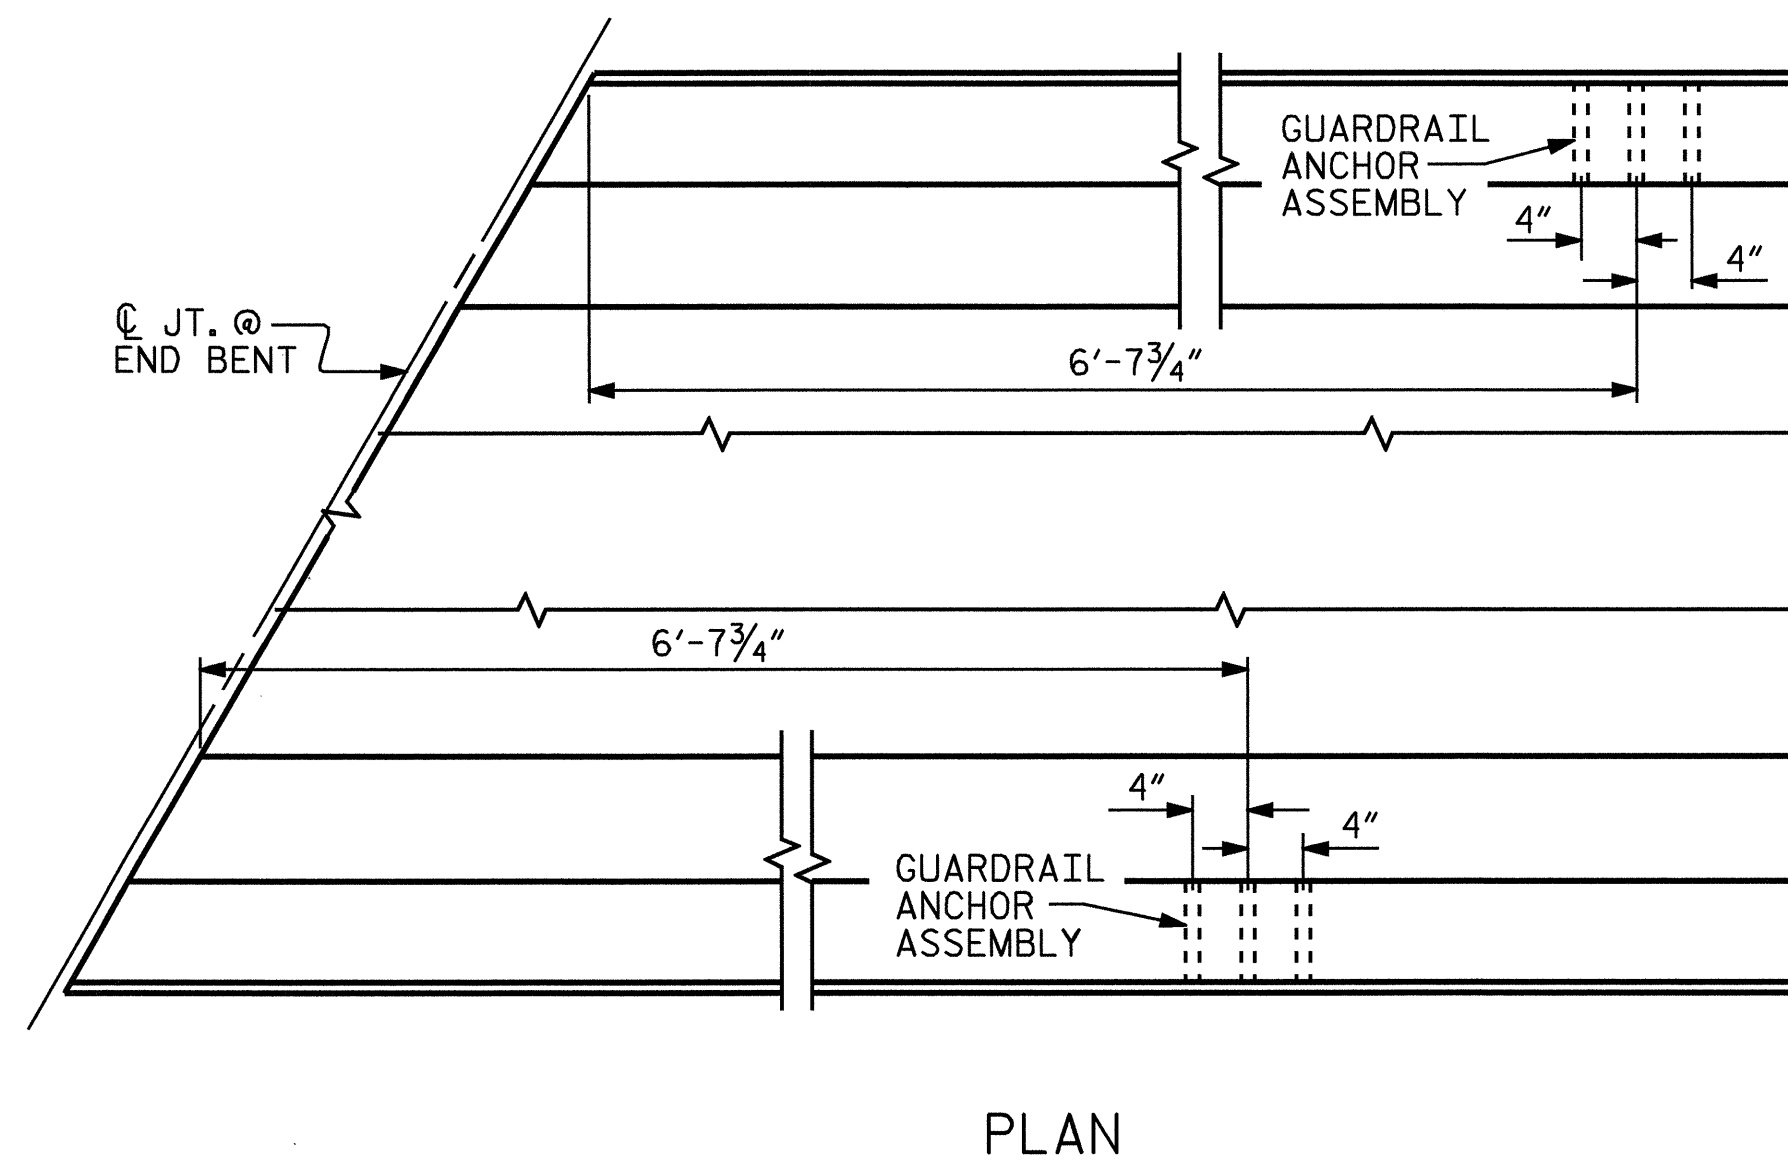 GUARDRAIL
ANCHOR
ASSEMBLY
4"
4"
℄ JT. @
END BENT
6'-7¾"
6'-7¾"
4"
4"
GUARDRAIL
ANCHOR
ASSEMBLY
PLAN